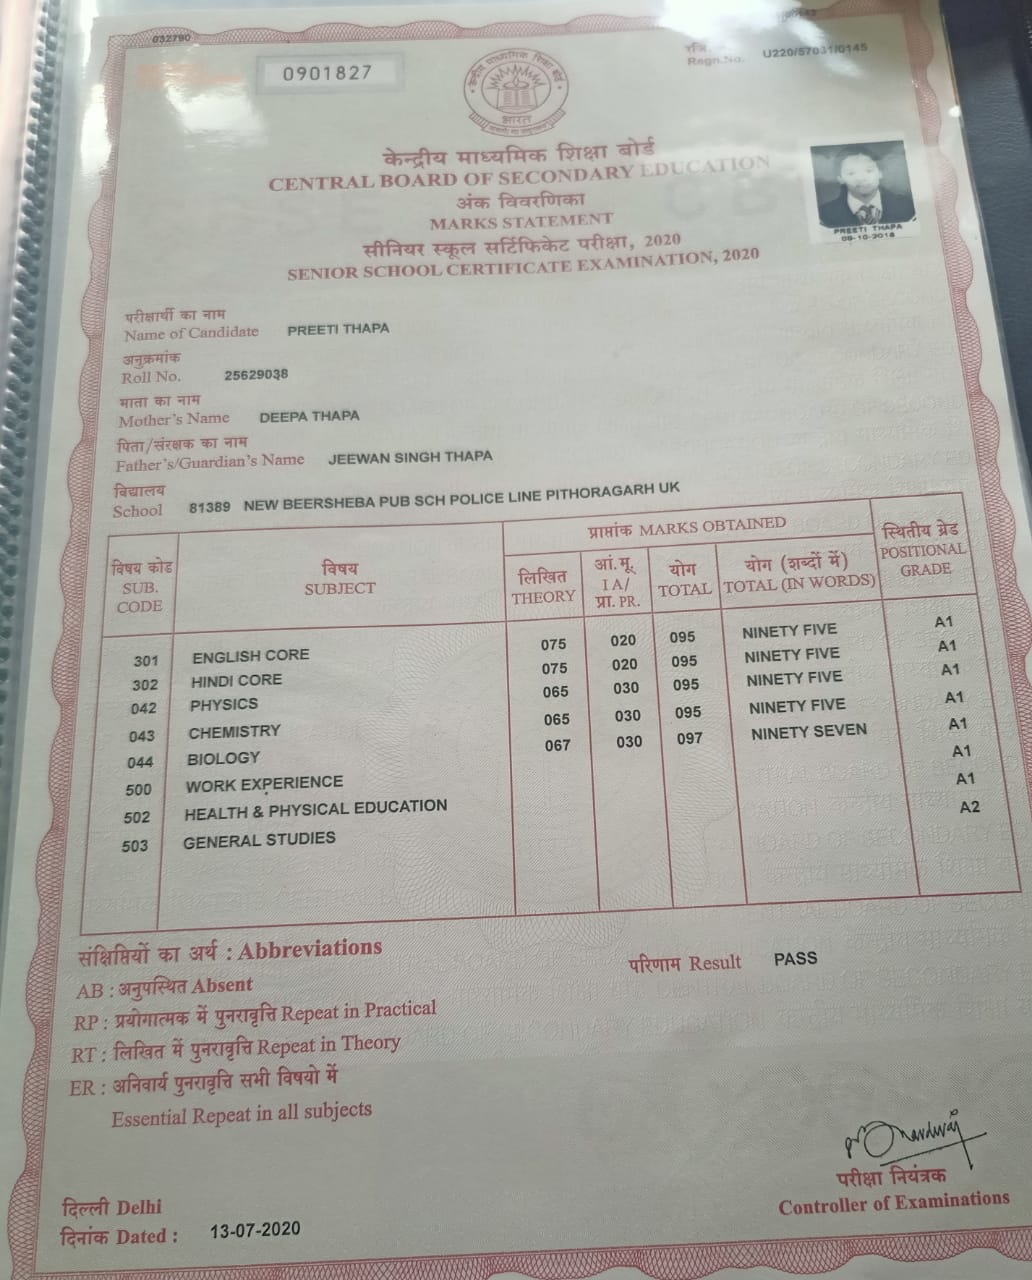 032790
0901827
रजि.
Regn.No. U220/57031/0145
भारत
केन्द्रीय माध्यमिक शिक्षा बोर्ड
CENTRAL BOARD OF SECONDARY EDUCATION
अंक विवरणिका
MARKS STATEMENT
सीनियर स्कूल सर्टिफिकेट परीक्षा, 2020
SENIOR SCHOOL CERTIFICATE EXAMINATION, 2020
PREETI THAPA
09-10-2018
परीक्षार्थी का नाम
Name of Candidate PREETI THAPA
अनुक्रमांक
Roll No. 25629038
माता का नाम
Mother's Name DEEPA THAPA
पिता/संरक्षक का नाम
Father's/Guardian's Name JEEWAN SINGH THAPA
विद्यालय
School 81389 NEW BEERSHEBA PUB SCH POLICE LINE PITHORAGARH UK
विषय कोड SUB. CODE
विषय SUBJECT
प्राप्तांक MARKS OBTAINED
लिखित THEORY
आं.मू. I A/ प्रा. PR.
योग TOTAL
योग (शब्दों में) TOTAL (IN WORDS)
स्थितीय ग्रेड POSITIONAL GRADE
301 ENGLISH CORE 075 020 095 NINETY FIVE A1
302 HINDI CORE 075 020 095 NINETY FIVE A1
042 PHYSICS 065 030 095 NINETY FIVE A1
043 CHEMISTRY 065 030 095 NINETY FIVE A1
044 BIOLOGY 067 030 097 NINETY SEVEN A1
500 WORK EXPERIENCE A1
502 HEALTH & PHYSICAL EDUCATION A1
503 GENERAL STUDIES A2
संक्षिप्तियों का अर्थ : Abbreviations
परिणाम Result PASS
AB : अनुपस्थित Absent
RP : प्रयोगात्मक में पुनरावृत्ति Repeat in Practical
RT : लिखित में पुनरावृत्ति Repeat in Theory
ER : अनिवार्य पुनरावृत्ति सभी विषयो में
Essential Repeat in all subjects
परीक्षा नियंत्रक
Controller of Examinations
दिल्ली Delhi
दिनांक Dated : 13-07-2020